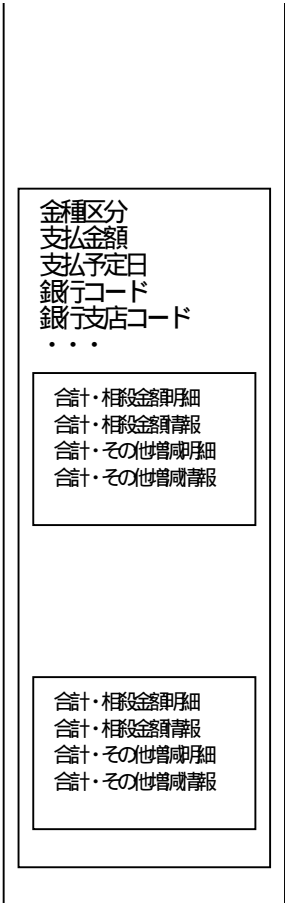 金種区分
支払金額
支払予定日
銀行コード
銀行支店コード
・・・
合計・相殺金額明細
合計・相殺金額情報
合計・その他増減明細
合計・その他増減情報
合計・相殺金額明細
合計・相殺金額情報
合計・その他増減明細
合計・その他増減情報